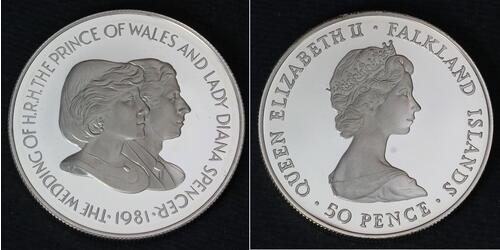 THE WEDDING OF H.R.H. THE PRINCE OF WALES AND LADY DIANA SPENCER
· 1981 ·
QUEEN ELIZABETH II · FALKLAND ISLANDS
· 50 PENCE ·